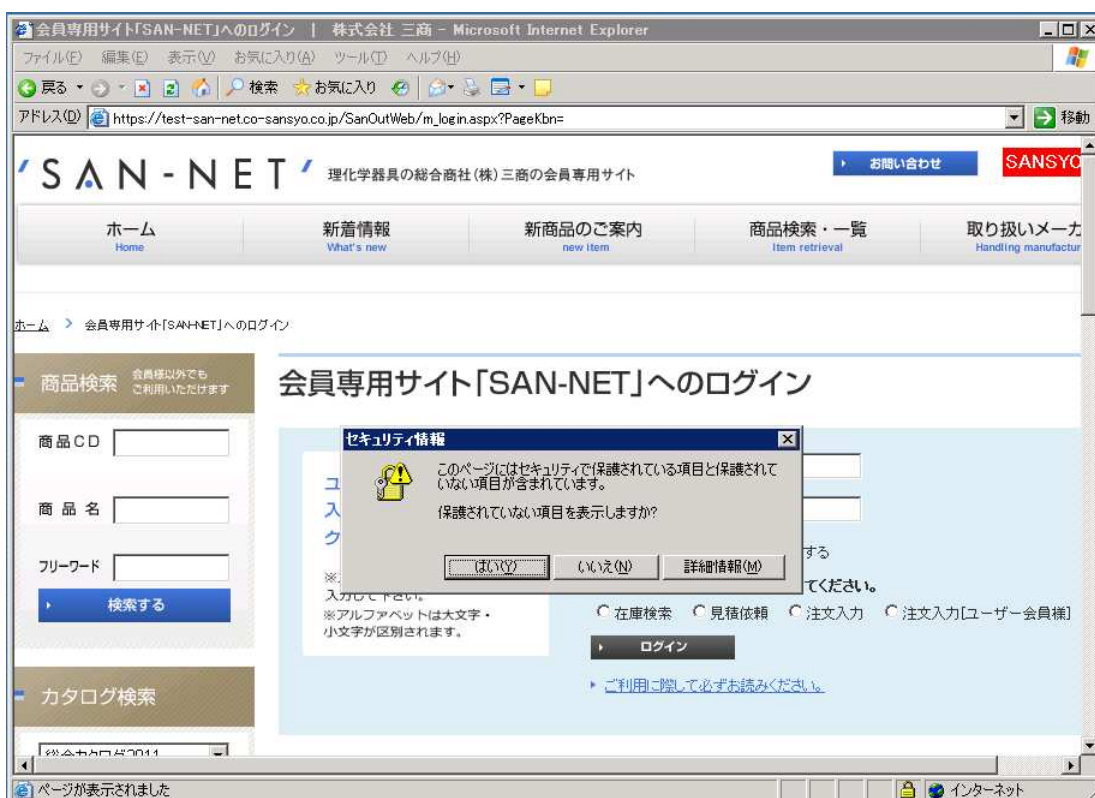 会員専用サイト「SAN-NET」へのログイン | 株式会社 三商 - Microsoft Internet Explorer
ファイル(F) 編集(E) 表示(V) お気に入り(A) ツール(T) ヘルプ(H)
戻る 検索 お気に入り
アドレス(D) https://test-san-net.co-sansyo.co.jp/SanOutWeb/m_login.aspx?PageKbn= 移動
'SAN-NET' 理化学器具の総合商社(株)三商の会員専用サイト お問い合わせ SANSYO
ホーム 新着情報 新商品のご案内 商品検索・一覧 取り扱いメーカ
Home What's new new item Item retrieval Handling manufactur
ホーム > 会員専用サイト「SAN-NET」へのログイン
商品検索 会員様以外でも
ご利用いただけます
会員専用サイト「SAN-NET」へのログイン
商品CD
商品名
フリーワード
検索する
カタログ検索
総合カタログ2011
セキュリティ情報
このページにはセキュリティで保護されている項目と保護されて
いない項目が含まれています。
保護されていない項目を表示しますか?
はい(Y) いいえ(N) 詳細情報(M)
ユ
入
ク
する
てください。
入力して下さい。
※アルファベットは大文字・
小文字が区別されます。
在庫検索 見積依頼 注文入力 注文入力[ユーザー会員様]
ログイン
ご利用に際して必ずお読みください。
ページが表示されました インターネット